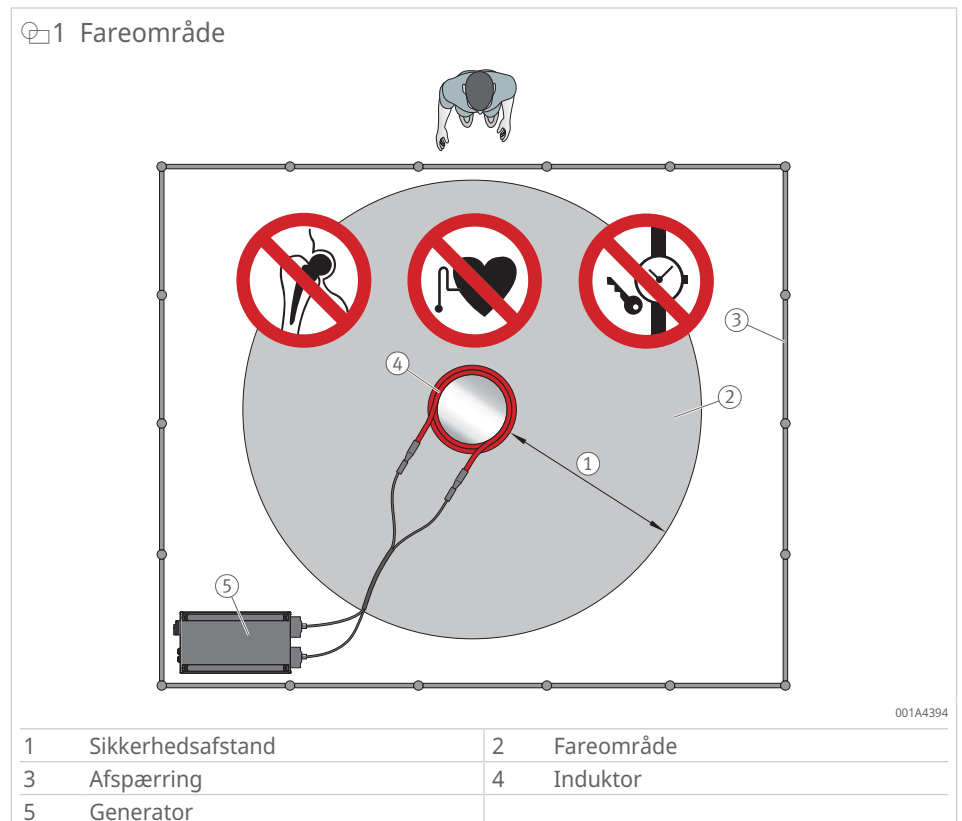 1 Fareområde
3
4
2
1
5
001A4394
1 Sikkerhedsafstand 2 Fareområde
3 Afspærring 4 Induktor
5 Generator